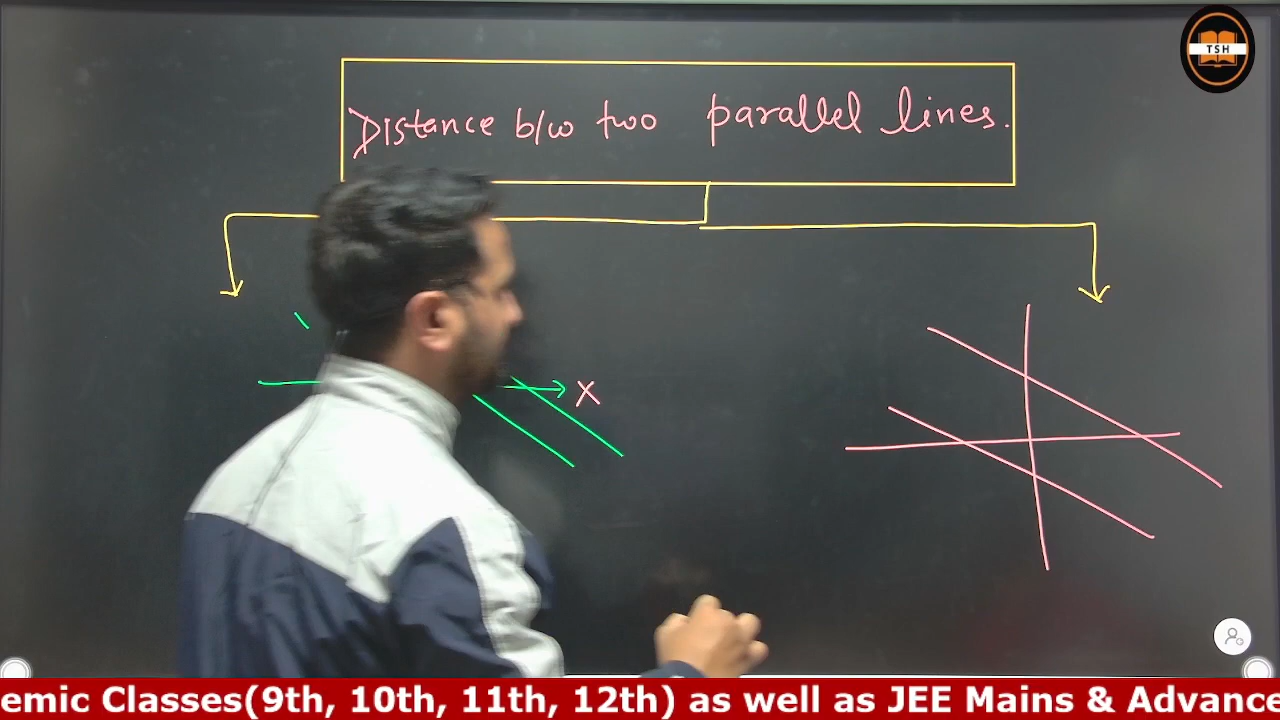 TSH
Distance b/w two parallel lines.
X
emic Classes(9th, 10th, 11th, 12th) as well as JEE Mains & Advance